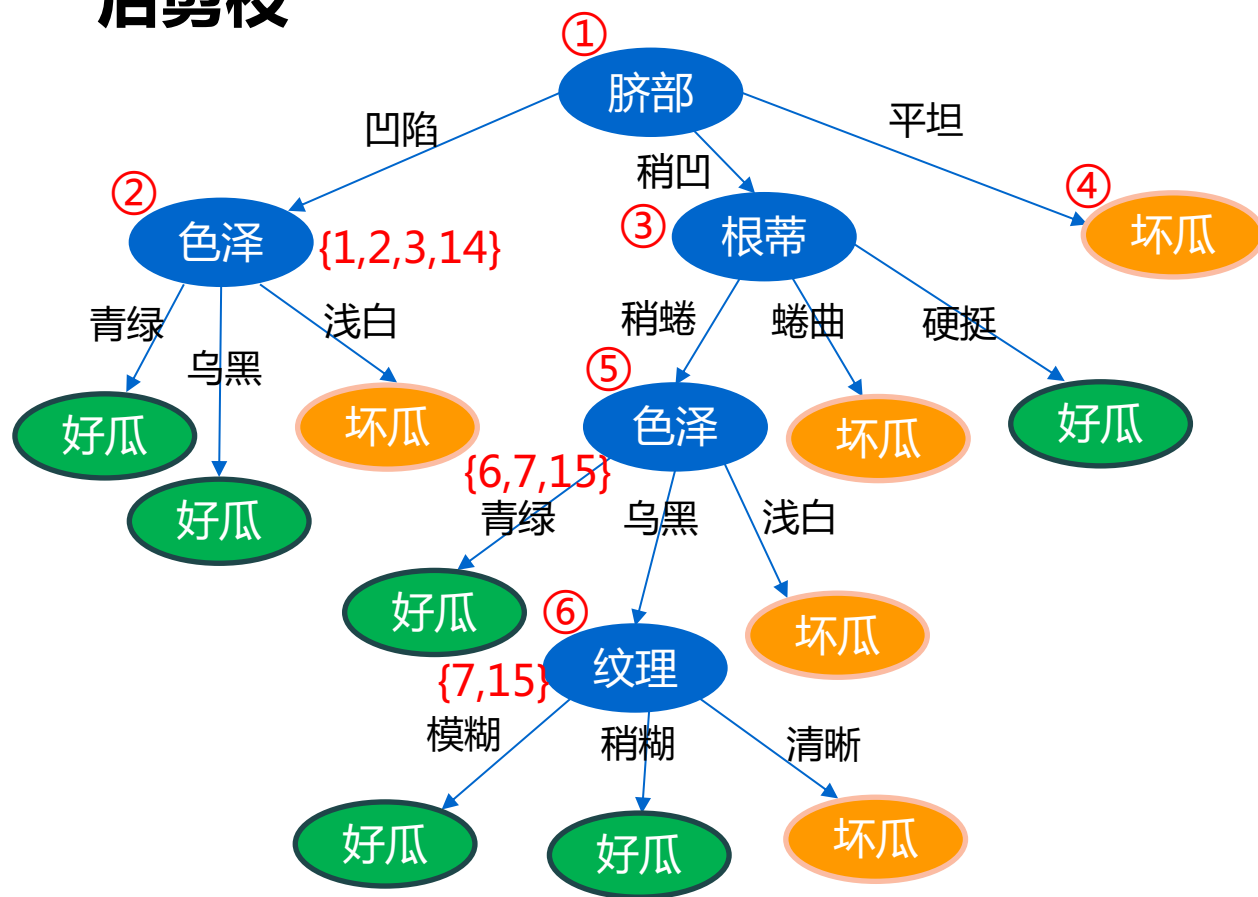 后剪枝
①
脐部
凹陷
稍凹
平坦
②
色泽
{1,2,3,14}
③
根蒂
④
坏瓜
青绿
乌黑
浅白
稍蜷
蜷曲
硬挺
好瓜
好瓜
坏瓜
⑤
色泽
坏瓜
好瓜
{6,7,15}
青绿
乌黑
浅白
好瓜
⑥
纹理
坏瓜
{7,15}
模糊
稍糊
清晰
好瓜
好瓜
坏瓜